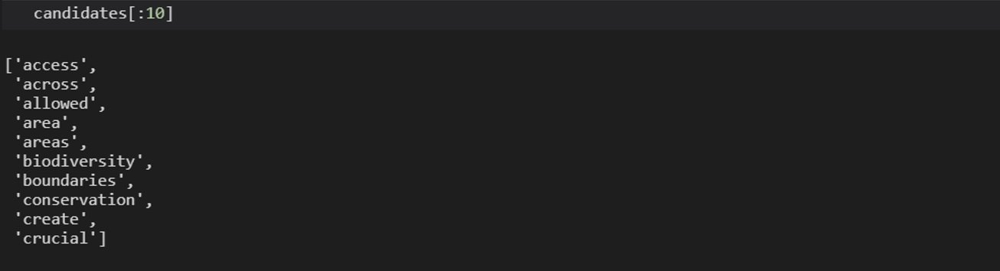 candidates[:10]
['access',
'across',
'allowed',
'area',
'areas',
'biodiversity',
'boundaries',
'conservation',
'create',
'crucial']